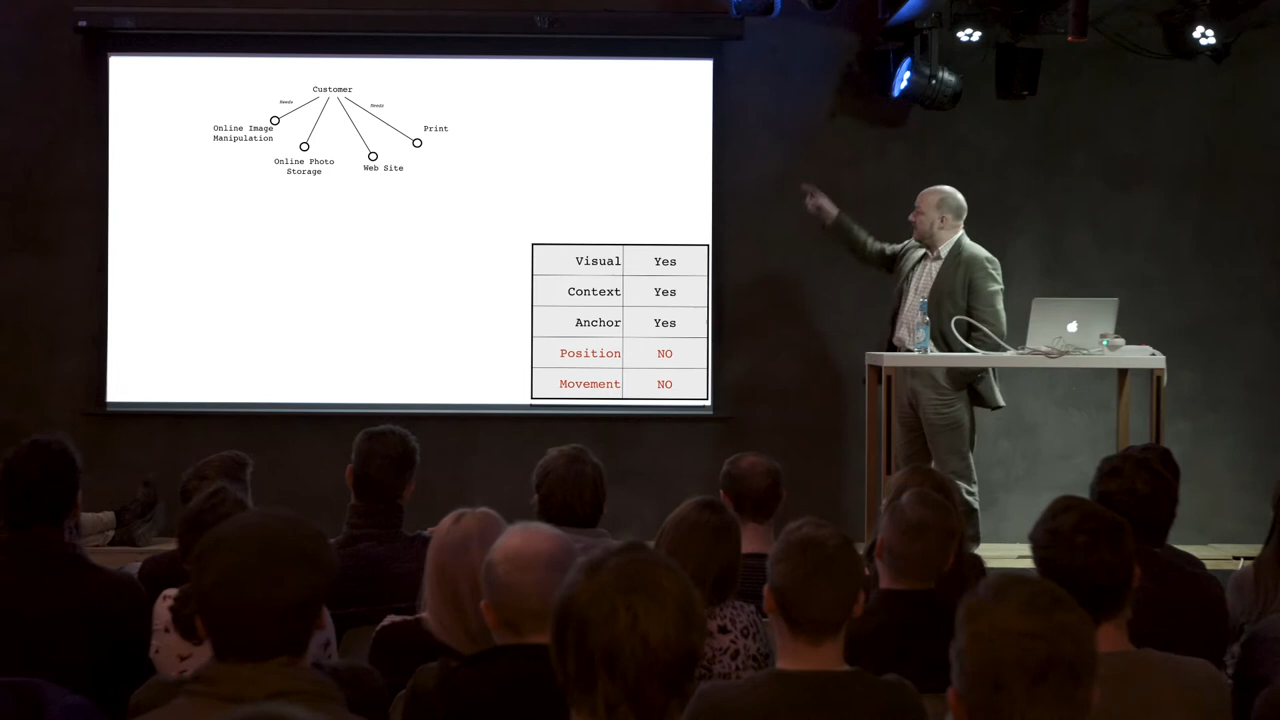 Customer
Needs
Needs
Online Image
Manipulation
Print
Online Photo
Storage
Web Site
Visual Yes
Context Yes
Anchor Yes
Position NO
Movement NO